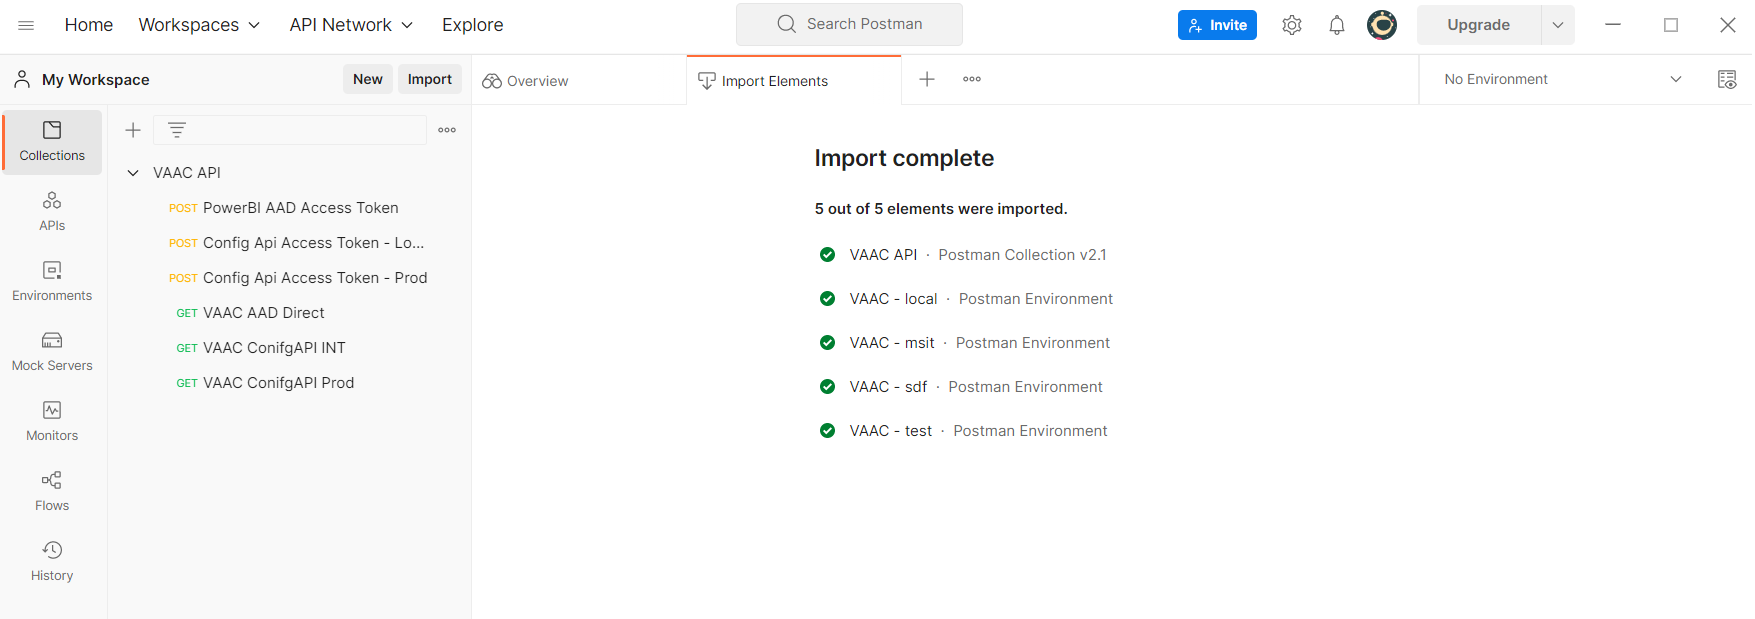 Home Workspaces API Network Explore Search Postman Invite Upgrade
My Workspace New Import Overview Import Elements No Environment
Collections
APIs
Environments
Mock Servers
Monitors
Flows
History
VAAC API
POST PowerBI AAD Access Token
POST Config Api Access Token - Lo...
POST Config Api Access Token - Prod
GET VAAC AAD Direct
GET VAAC ConifgAPI INT
GET VAAC ConifgAPI Prod
Import complete
5 out of 5 elements were imported.
VAAC API · Postman Collection v2.1
VAAC - local · Postman Environment
VAAC - msit · Postman Environment
VAAC - sdf · Postman Environment
VAAC - test · Postman Environment